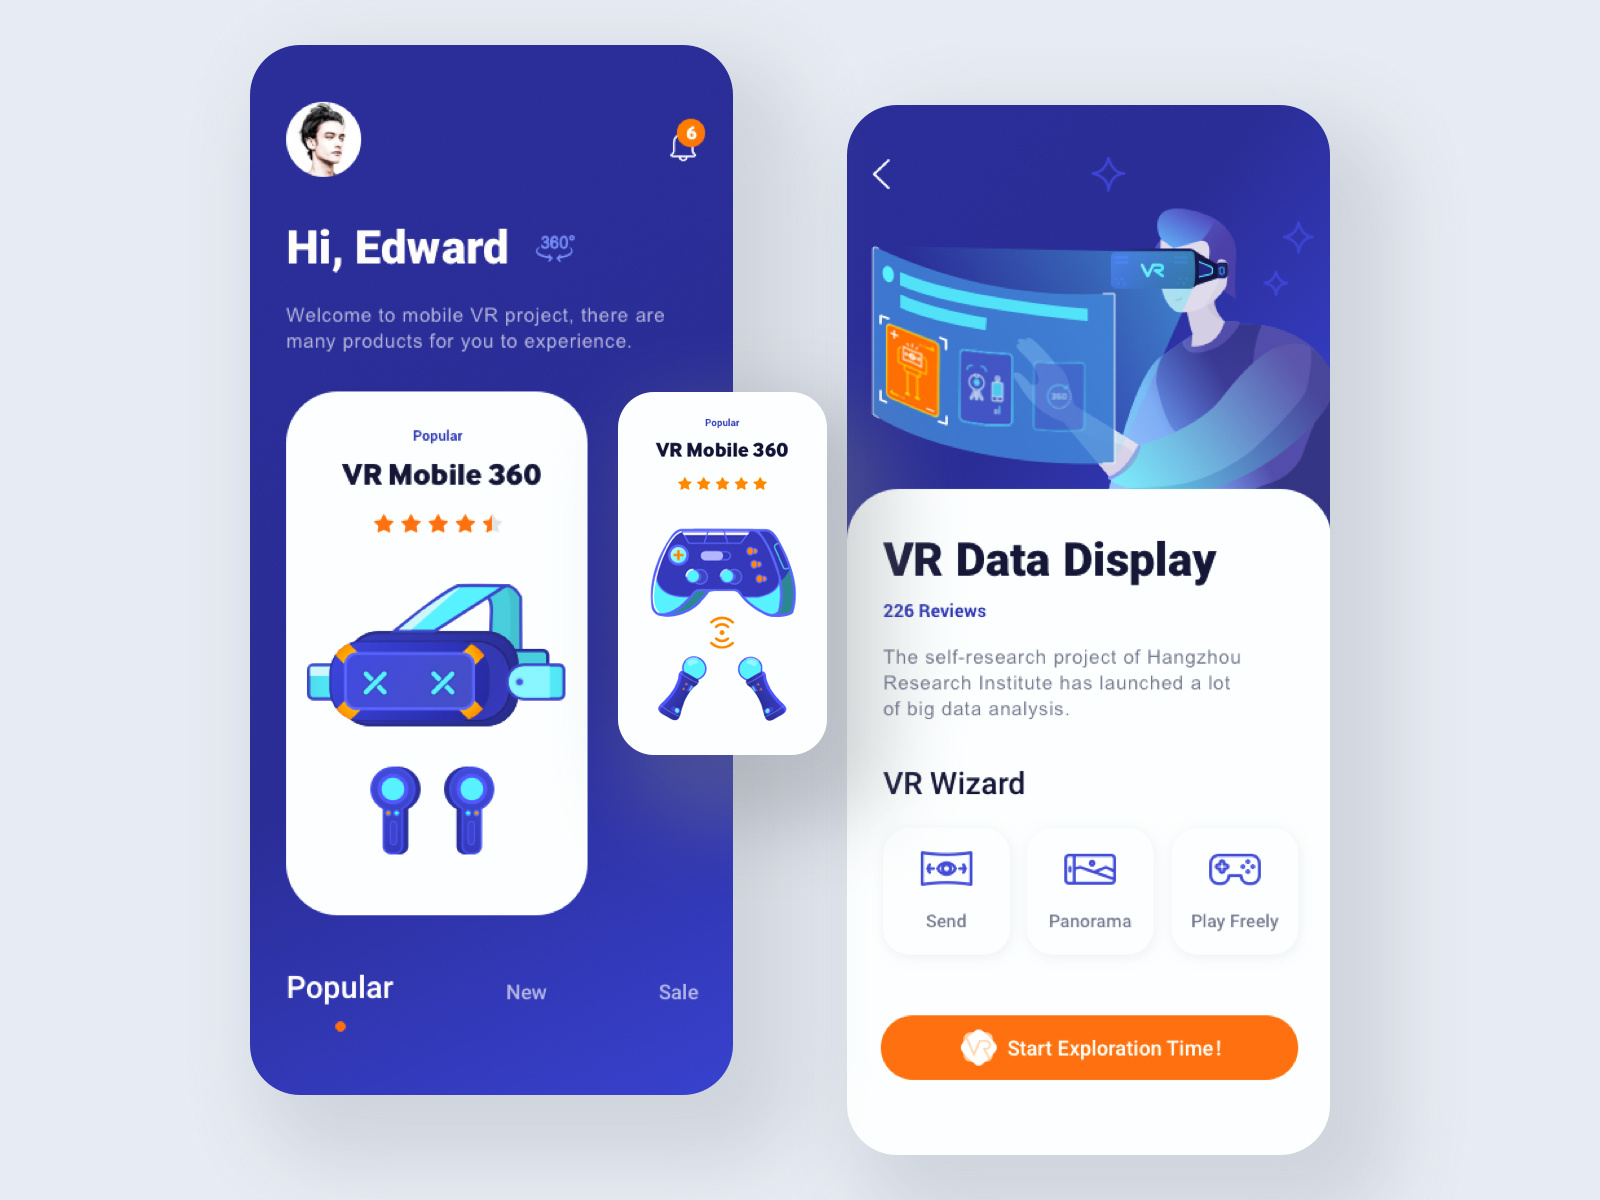 6
Hi, Edward
360°
Welcome to mobile VR project, there are
many products for you to experience.
Popular
VR Mobile 360
Popular
VR Mobile 360
Popular
New
Sale
VR
360
VR Data Display
226 Reviews
The self-research project of Hangzhou
Research Institute has launched a lot
of big data analysis.
VR Wizard
Send
Panorama
Play Freely
VR
Start Exploration Time!